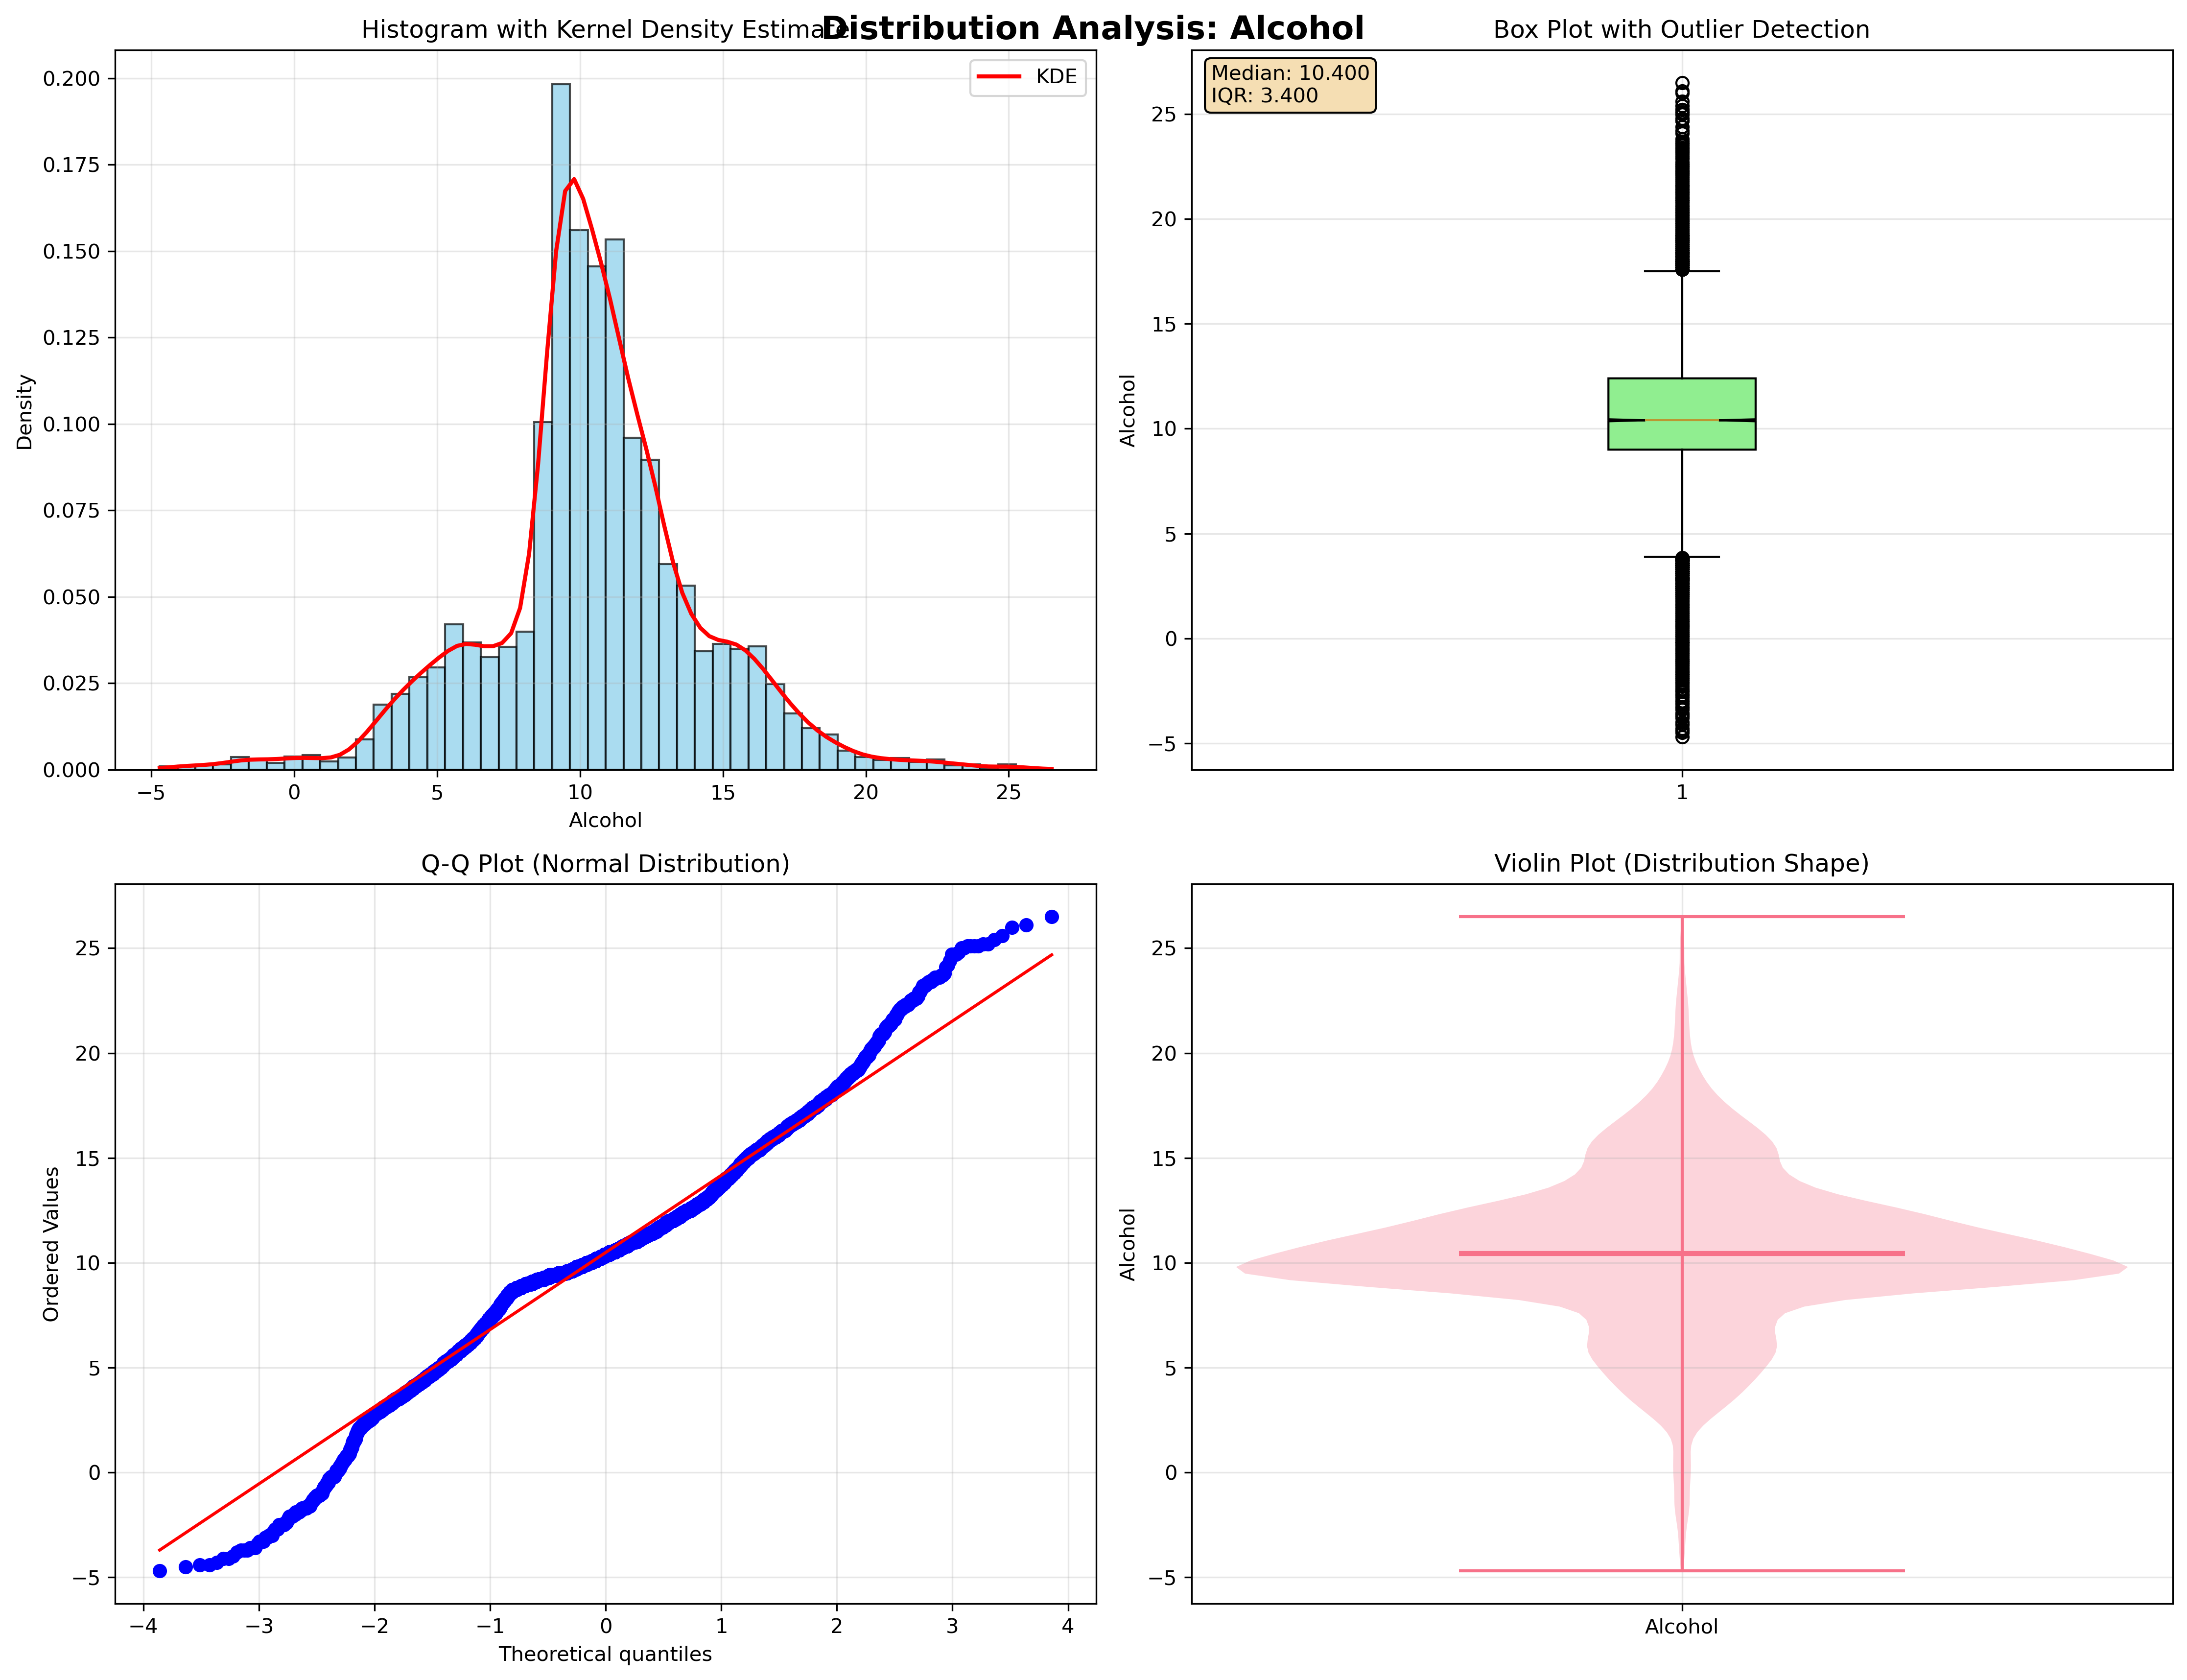 Distribution Analysis: Alcohol
Histogram with Kernel Density Estimate
KDE
0.200
0.175
0.150
0.125
0.100
0.075
0.050
0.025
0.000
Density
−5 0 5 10 15 20 25
Alcohol
Box Plot with Outlier Detection
Median: 10.400
IQR: 3.400
25
20
15
10
5
0
−5
Alcohol
1
Q-Q Plot (Normal Distribution)
25
20
15
10
5
0
−5
Ordered Values
−4 −3 −2 −1 0 1 2 3 4
Theoretical quantiles
Violin Plot (Distribution Shape)
25
20
15
10
5
0
−5
Alcohol
Alcohol